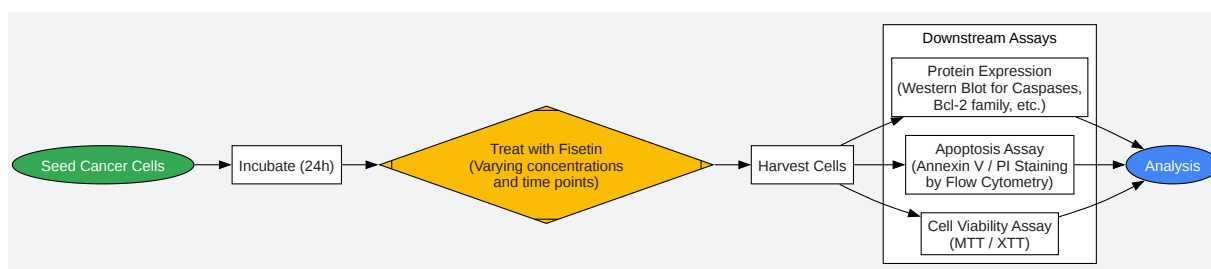 Seed Cancer Cells
Incubate (24h)
Treat with Fisetin
(Varying concentrations
and time points)
Harvest Cells
Downstream Assays
Protein Expression
(Western Blot for Caspases,
Bcl-2 family, etc.)
Apoptosis Assay
(Annexin V / PI Staining
by Flow Cytometry)
Cell Viability Assay
(MTT / XTT)
Analysis